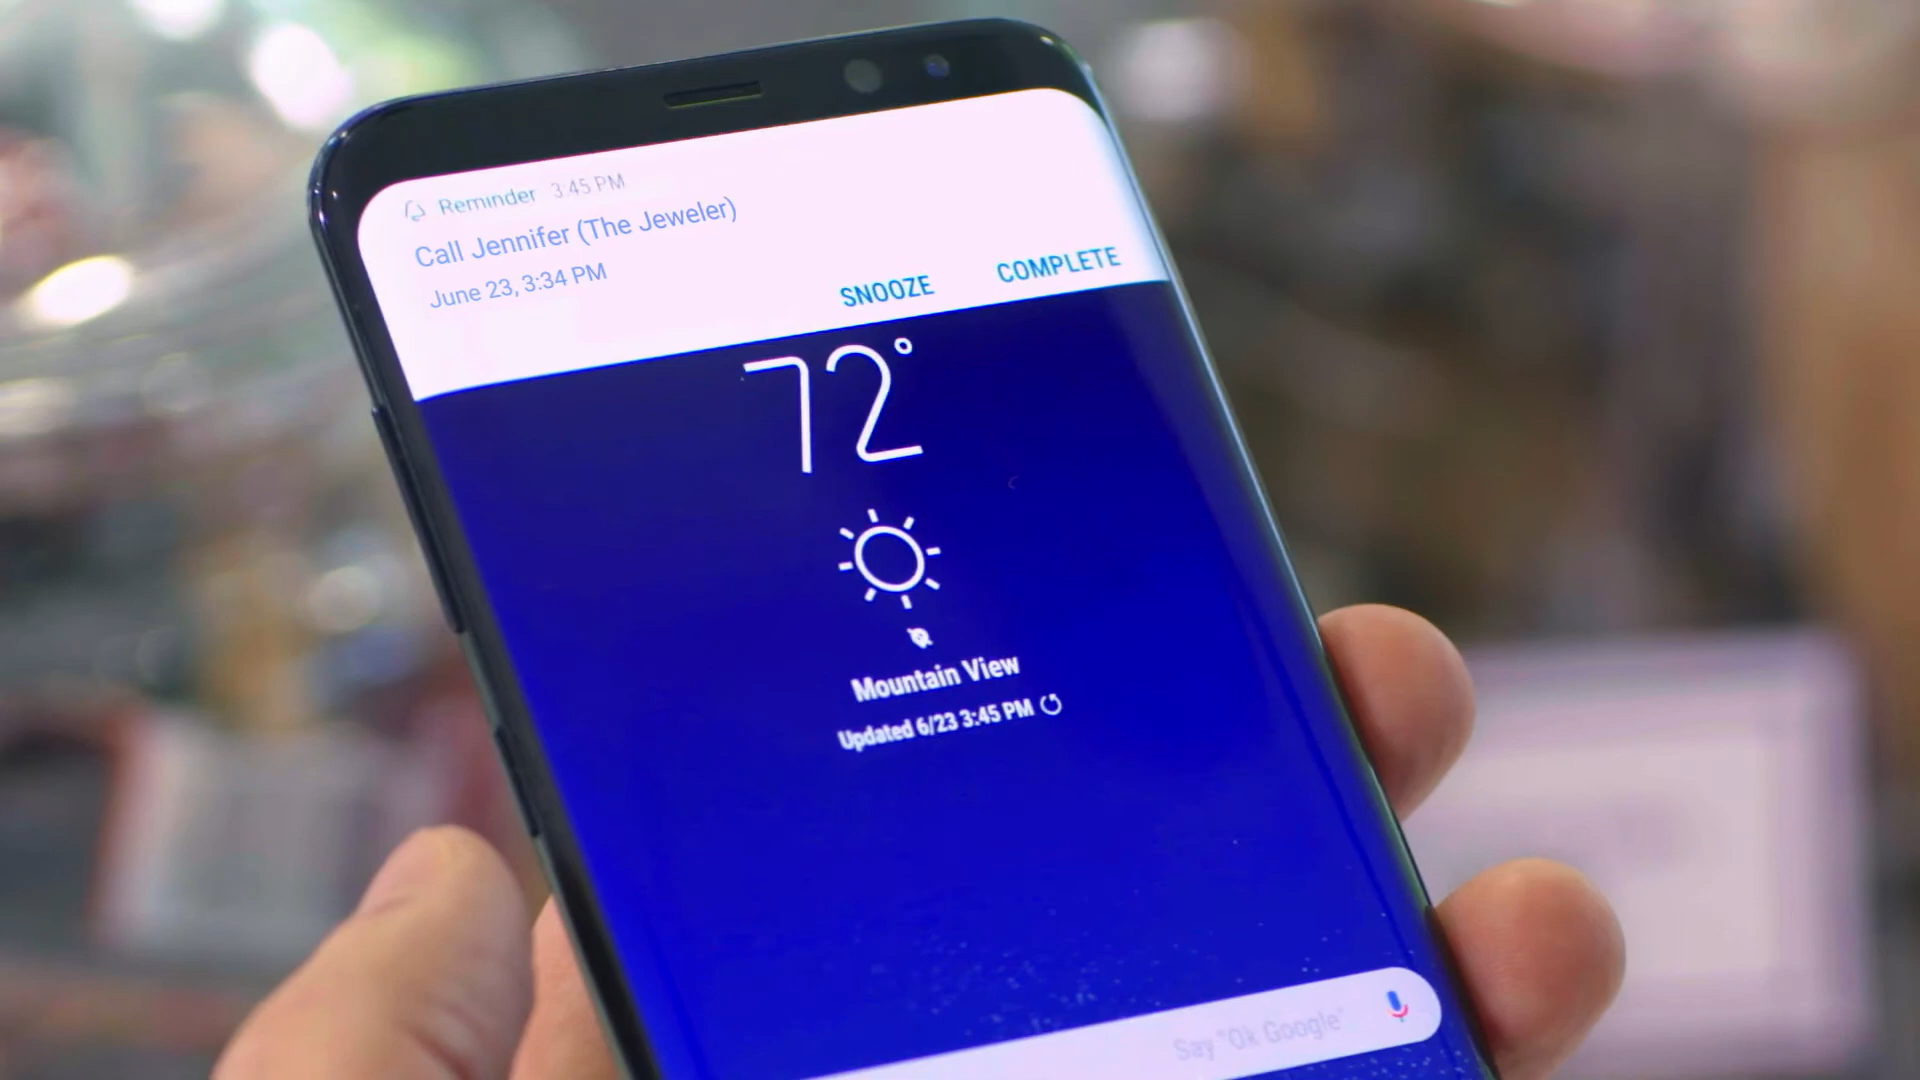 Reminder 3:45 PM
Call Jennifer (The Jeweler)
June 23, 3:34 PM
SNOOZE COMPLETE
72°
Mountain View
Updated 6/23 3:45 PM
Say "Ok Google"